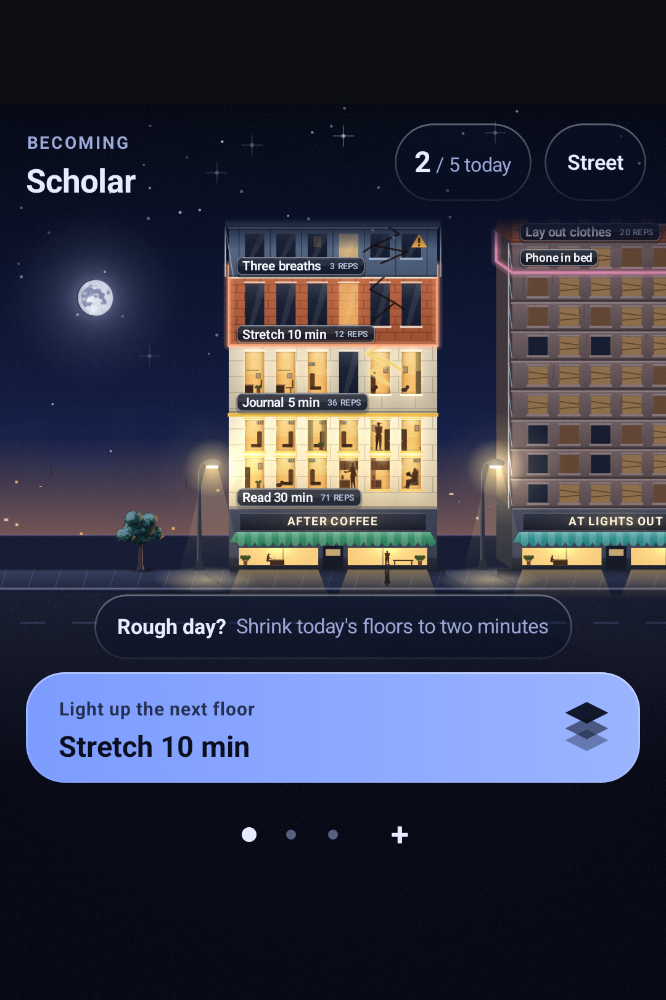 BECOMING
Scholar
2 / 5 today
Street
Lay out clothes 20 REPS
Phone in bed
Three breaths 3 REPS
Stretch 10 min 12 REPS
Journal 5 min 36 REPS
Read 30 min 71 REPS
AFTER COFFEE
AT LIGHTS OUT
Rough day? Shrink today's floors to two minutes
Light up the next floor
Stretch 10 min
+